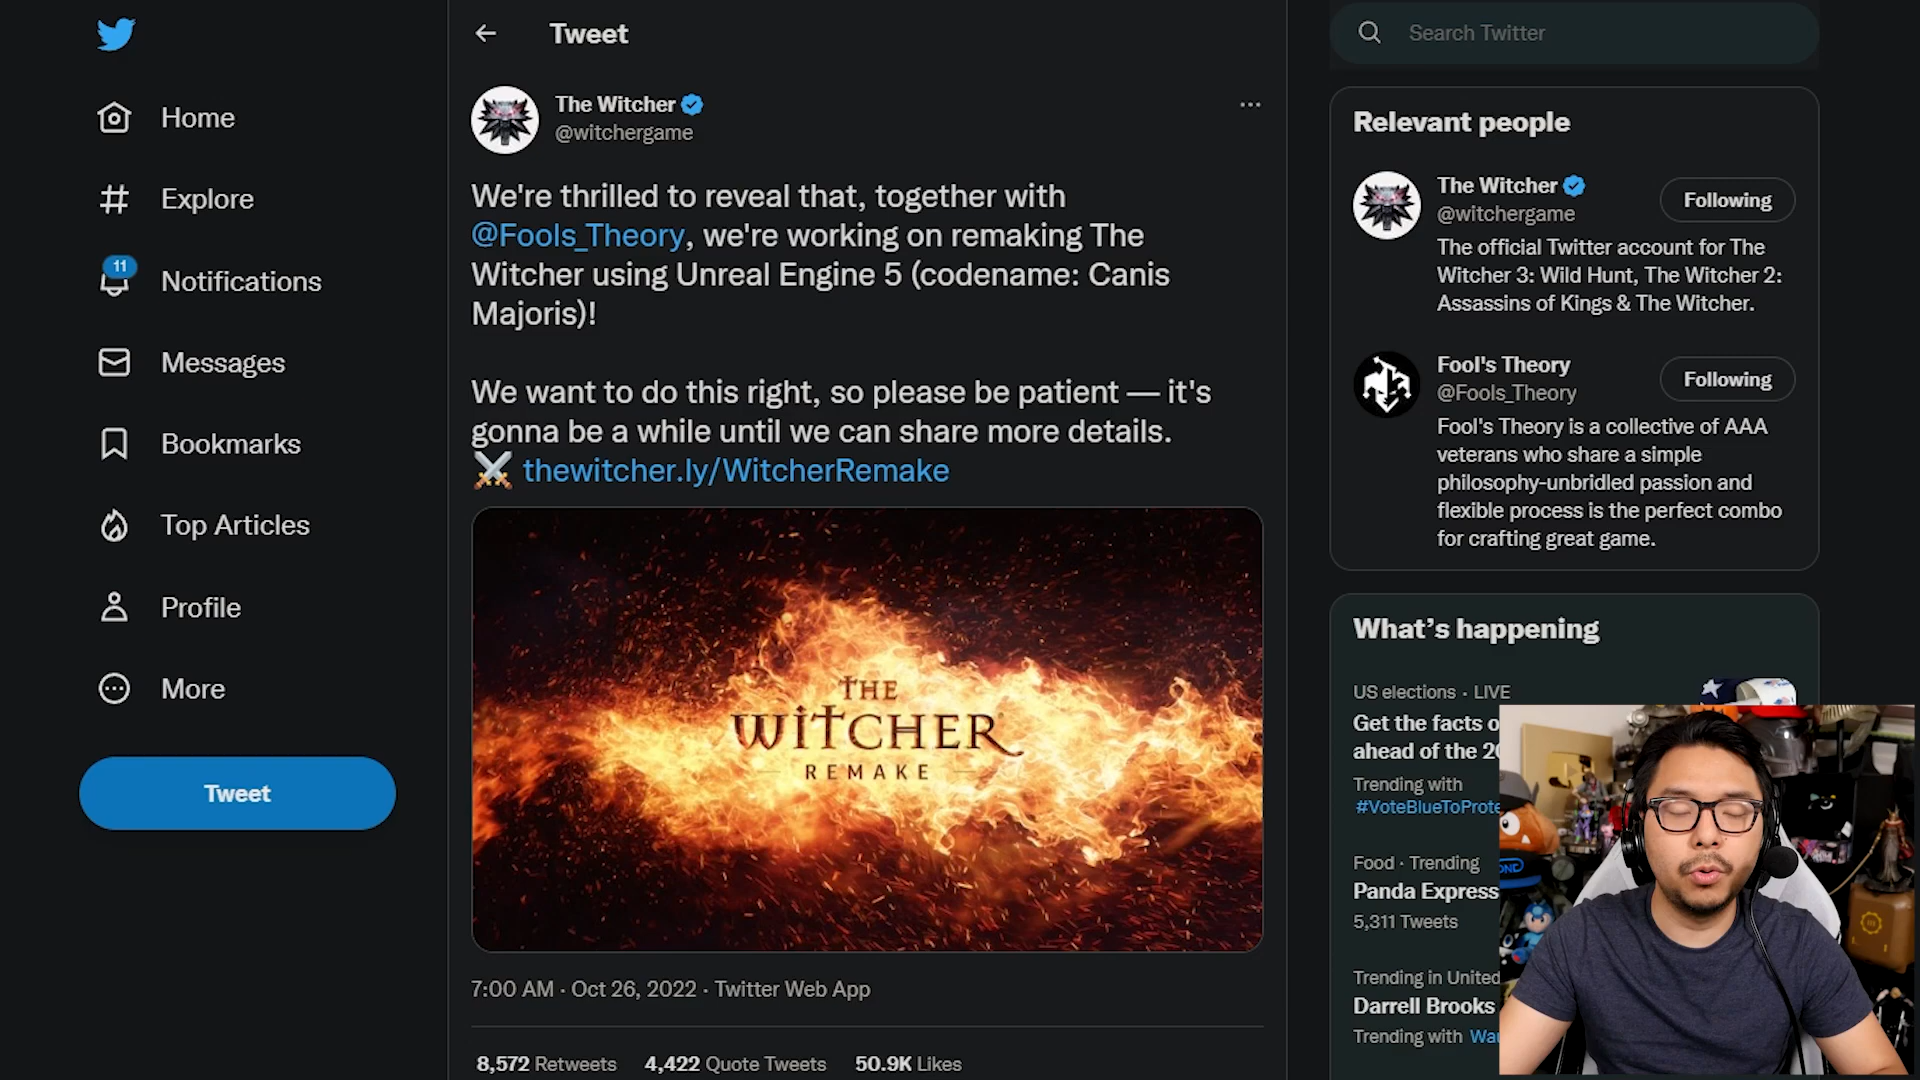 Home
Explore
11
Notifications
Messages
Bookmarks
Top Articles
Profile
More
Tweet
Tweet
The Witcher
@witchergame
We're thrilled to reveal that, together with
@Fools_Theory, we're working on remaking The
Witcher using Unreal Engine 5 (codename: Canis
Majoris)!
We want to do this right, so please be patient — it's
gonna be a while until we can share more details.
⚔️ thewitcher.ly/WitcherRemake
THE
WITCHER
REMAKE
7:00 AM · Oct 26, 2022 · Twitter Web App
8,572 Retweets 4,422 Quote Tweets 50.9K Likes
Search Twitter
Relevant people
The Witcher
Following
@witchergame
The official Twitter account for The
Witcher 3: Wild Hunt, The Witcher 2:
Assassins of Kings & The Witcher.
Fool's Theory
Following
@Fools_Theory
Fool's Theory is a collective of AAA
veterans who share a simple
philosophy-unbridled passion and
flexible process is the perfect combo
for crafting great game.
What's happening
US elections · LIVE
Get the facts
ahead of the
Trending with
#VoteBlueToProte
Food · Trending
Panda Express
5,311 Tweets
Trending in United
Darrell Brooks
Trending with